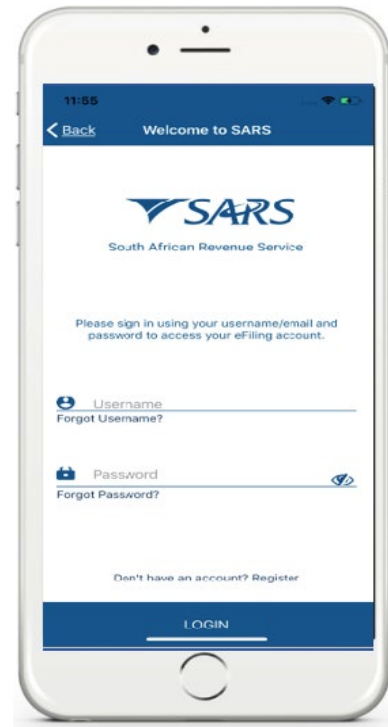 11:55
Back Welcome to SARS
SARS
South African Revenue Service
Please sign in using your username/email and
password to access your eFiling account.
Username
Forgot Username?
Password
Forgot Password?
Don't have an account? Register
LOGIN